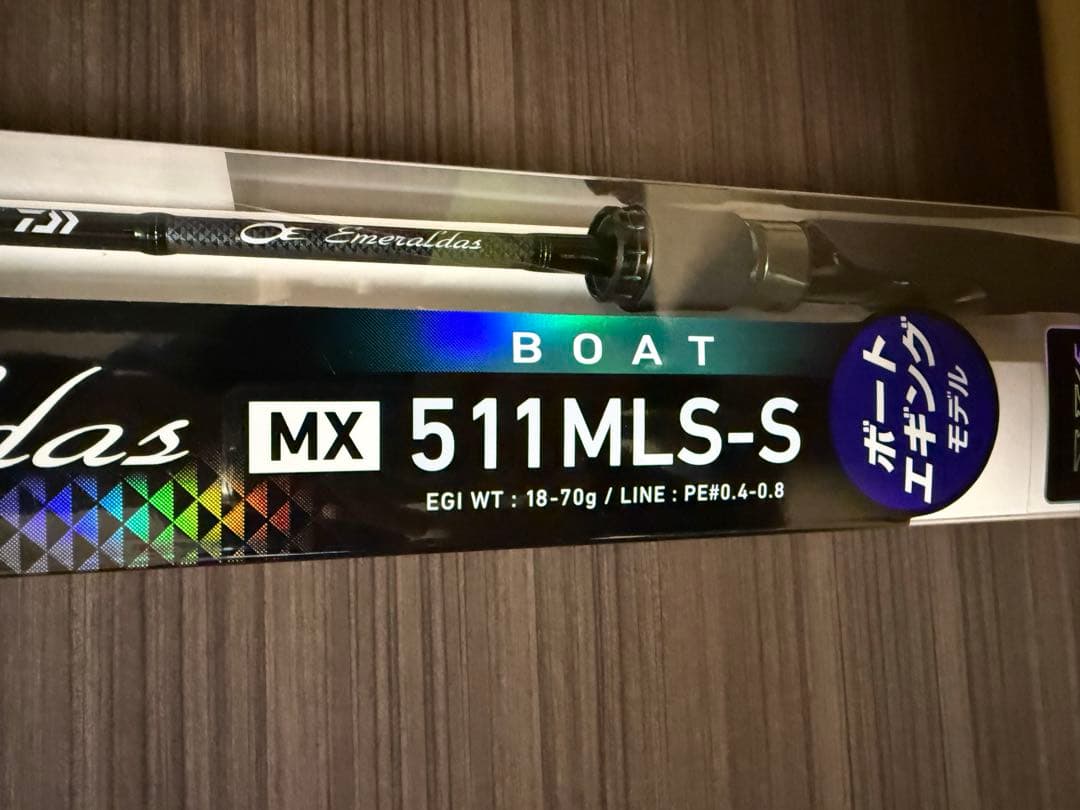 Emeraldas
BOAT
das
MX 511MLS-S
EGI WT : 18-70g / LINE : PE#0.4-0.8
ボート
エギング
モデル